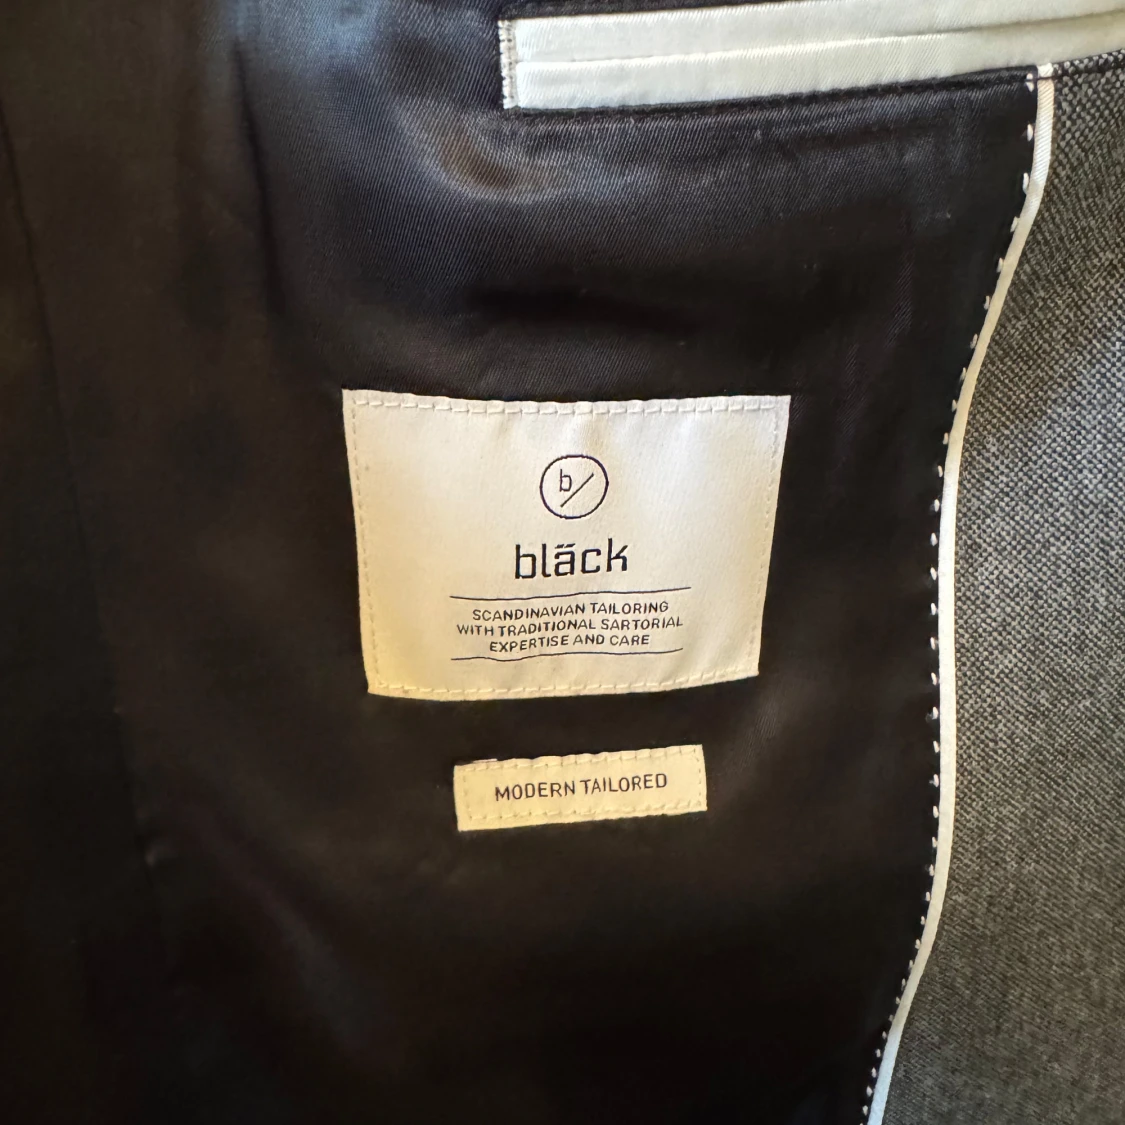 b/
bläck
SCANDINAVIAN TAILORING
WITH TRADITIONAL SARTORIAL
EXPERTISE AND CARE
MODERN TAILORED